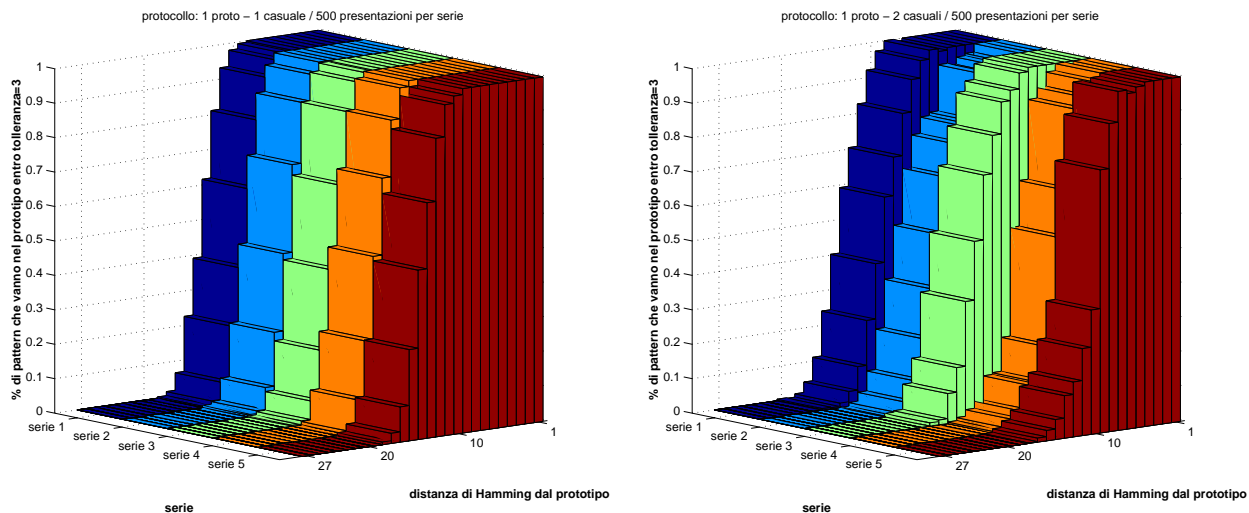 protocollo: 1 proto − 1 casuale / 500 presentazioni per serie
1
0.9
0.8
0.7
0.6
0.5
0.4
0.3
0.2
0.1
0
% di pattern che vanno nel prototipo entro tolleranza=3
serie 1
serie 2
serie 3
serie 4
serie 5
27
20
10
1
distanza di Hamming dal prototipo
serie
protocollo: 1 proto − 2 casuali / 500 presentazioni per serie
1
0.9
0.8
0.7
0.6
0.5
0.4
0.3
0.2
0.1
0
% di pattern che vanno nel prototipo entro tolleranza=3
serie 1
serie 2
serie 3
serie 4
serie 5
27
20
10
1
distanza di Hamming dal prototipo
serie